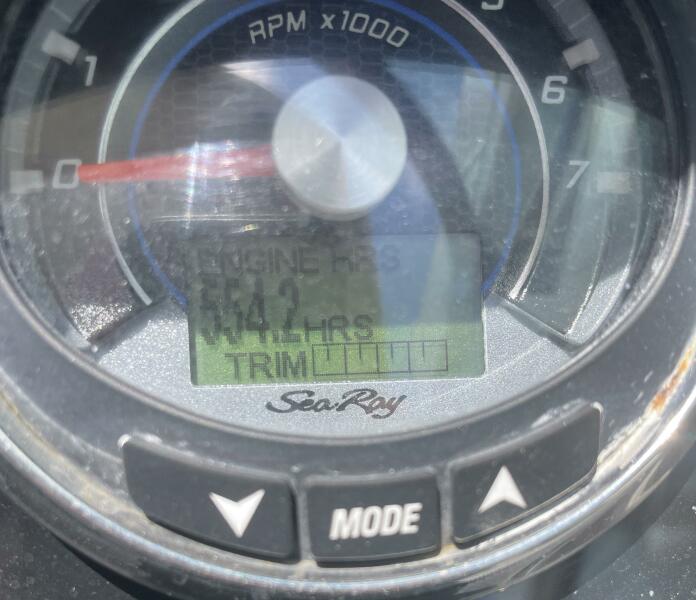 RPM x1000
1
6
0
7
ENGINE HRS
554.2 HRS
TRIM
Sea Ray
MODE